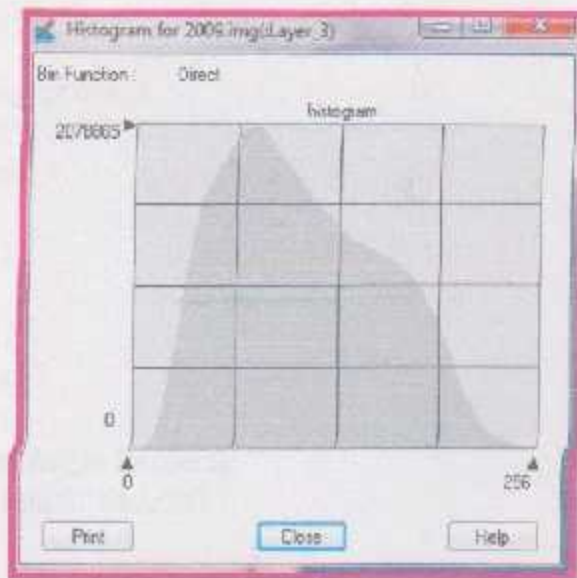 Histogram for 2009.img(:Layer_3)
Bin Function : Direct
histogram
2078865
0
0 256
Print Close Help